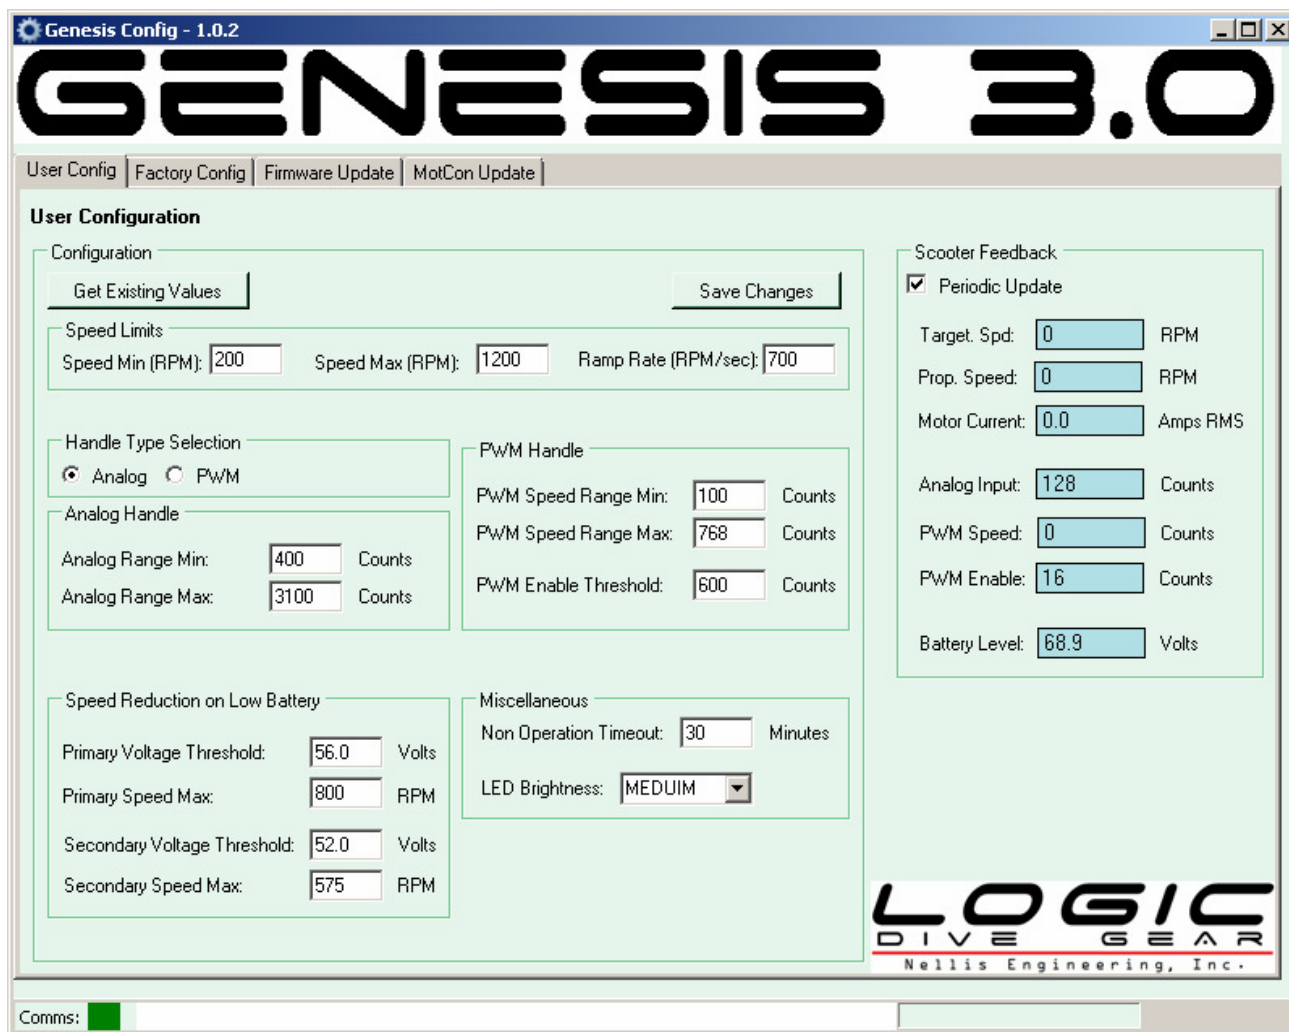 Genesis Config - 1.0.2
GENESIS 3.0
User Config Factory Config Firmware Update MotCon Update
User Configuration
Configuration
Get Existing Values Save Changes
Speed Limits
Speed Min (RPM): 200 Speed Max (RPM): 1200 Ramp Rate (RPM/sec): 700
Handle Type Selection
Analog PWM
Analog Handle
Analog Range Min: 400 Counts
Analog Range Max: 3100 Counts
PWM Handle
PWM Speed Range Min: 100 Counts
PWM Speed Range Max: 768 Counts
PWM Enable Threshold: 600 Counts
Speed Reduction on Low Battery
Primary Voltage Threshold: 56.0 Volts
Primary Speed Max: 800 RPM
Secondary Voltage Threshold: 52.0 Volts
Secondary Speed Max: 575 RPM
Miscellaneous
Non Operation Timeout: 30 Minutes
LED Brightness: MEDUIM
Scooter Feedback
Periodic Update
Target. Spd: 0 RPM
Prop. Speed: 0 RPM
Motor Current: 0.0 Amps RMS
Analog Input: 128 Counts
PWM Speed: 0 Counts
PWM Enable: 16 Counts
Battery Level: 68.9 Volts
LOGIC
DIVE GEAR
Nellis Engineering, Inc.
Comms: